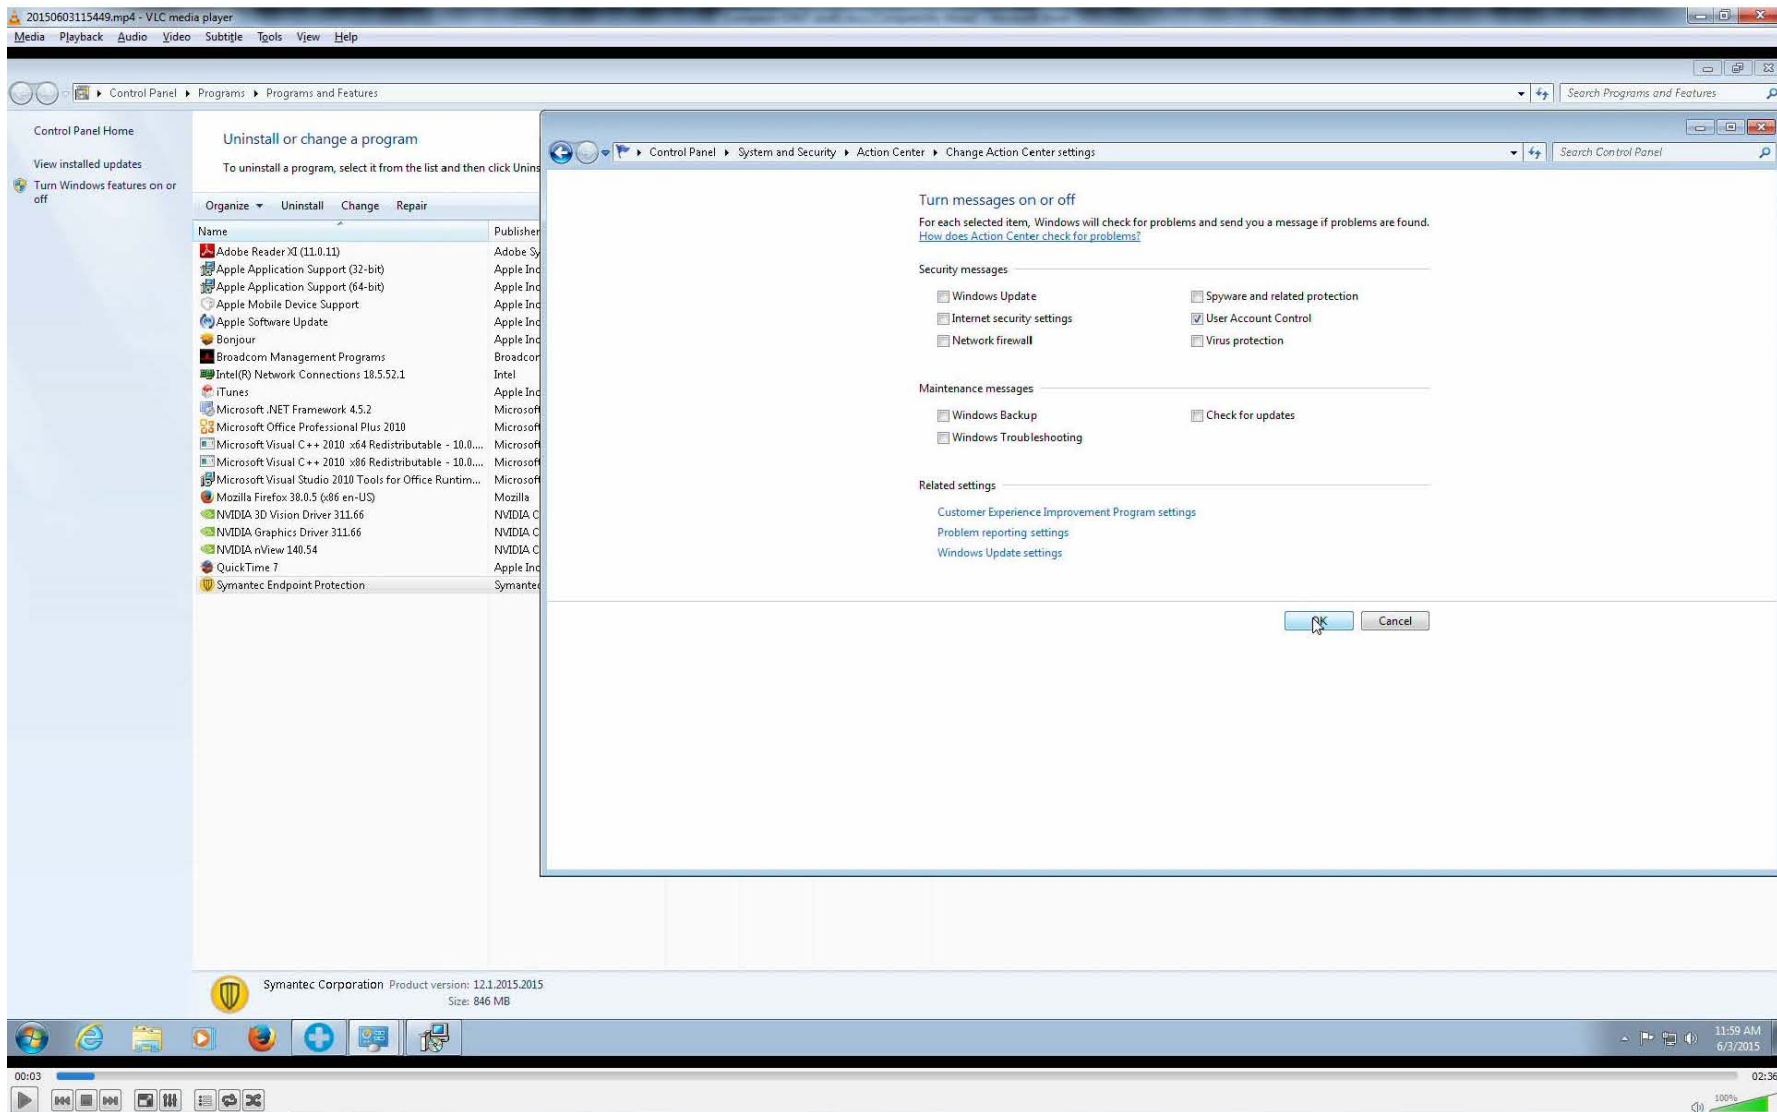 20150603115449.mp4 - VLC media player
Media Playback Audio Video Subtitle Tools View Help
Control Panel Programs Programs and Features
Search Programs and Features
Control Panel Home
View installed updates
Turn Windows features on or
off
Uninstall or change a program
To uninstall a program, select it from the list and then click Unins
Organize Uninstall Change Repair
Name Publisher
Adobe Reader XI (11.0.11) Adobe Sy
Apple Application Support (32-bit) Apple Inc
Apple Application Support (64-bit) Apple Inc
Apple Mobile Device Support Apple Inc
Apple Software Update Apple Inc
Bonjour Apple Inc
Broadcom Management Programs Broadcor
Intel(R) Network Connections 18.5.52.1 Intel
iTunes Apple Inc
Microsoft .NET Framework 4.5.2 Microsoft
Microsoft Office Professional Plus 2010 Microsoft
Microsoft Visual C++ 2010 x64 Redistributable - 10.0.... Microsoft
Microsoft Visual C++ 2010 x86 Redistributable - 10.0.... Microsoft
Microsoft Visual Studio 2010 Tools for Office Runtim... Microsoft
Mozilla Firefox 38.0.5 (x86 en-US) Mozilla
NVIDIA 3D Vision Driver 311.66 NVIDIA C
NVIDIA Graphics Driver 311.66 NVIDIA C
NVIDIA nView 140.54 NVIDIA C
QuickTime 7 Apple Inc
Symantec Endpoint Protection Symantec
Control Panel System and Security Action Center Change Action Center settings
Search Control Panel
Turn messages on or off
For each selected item, Windows will check for problems and send you a message if problems are found.
How does Action Center check for problems?
Security messages
Windows Update Spyware and related protection
Internet security settings User Account Control
Network firewall Virus protection
Maintenance messages
Windows Backup Check for updates
Windows Troubleshooting
Related settings
Customer Experience Improvement Program settings
Problem reporting settings
Windows Update settings
OK Cancel
Symantec Corporation Product version: 12.1.2015.2015
Size: 846 MB
11:59 AM
6/3/2015
00:03 02:36
100%